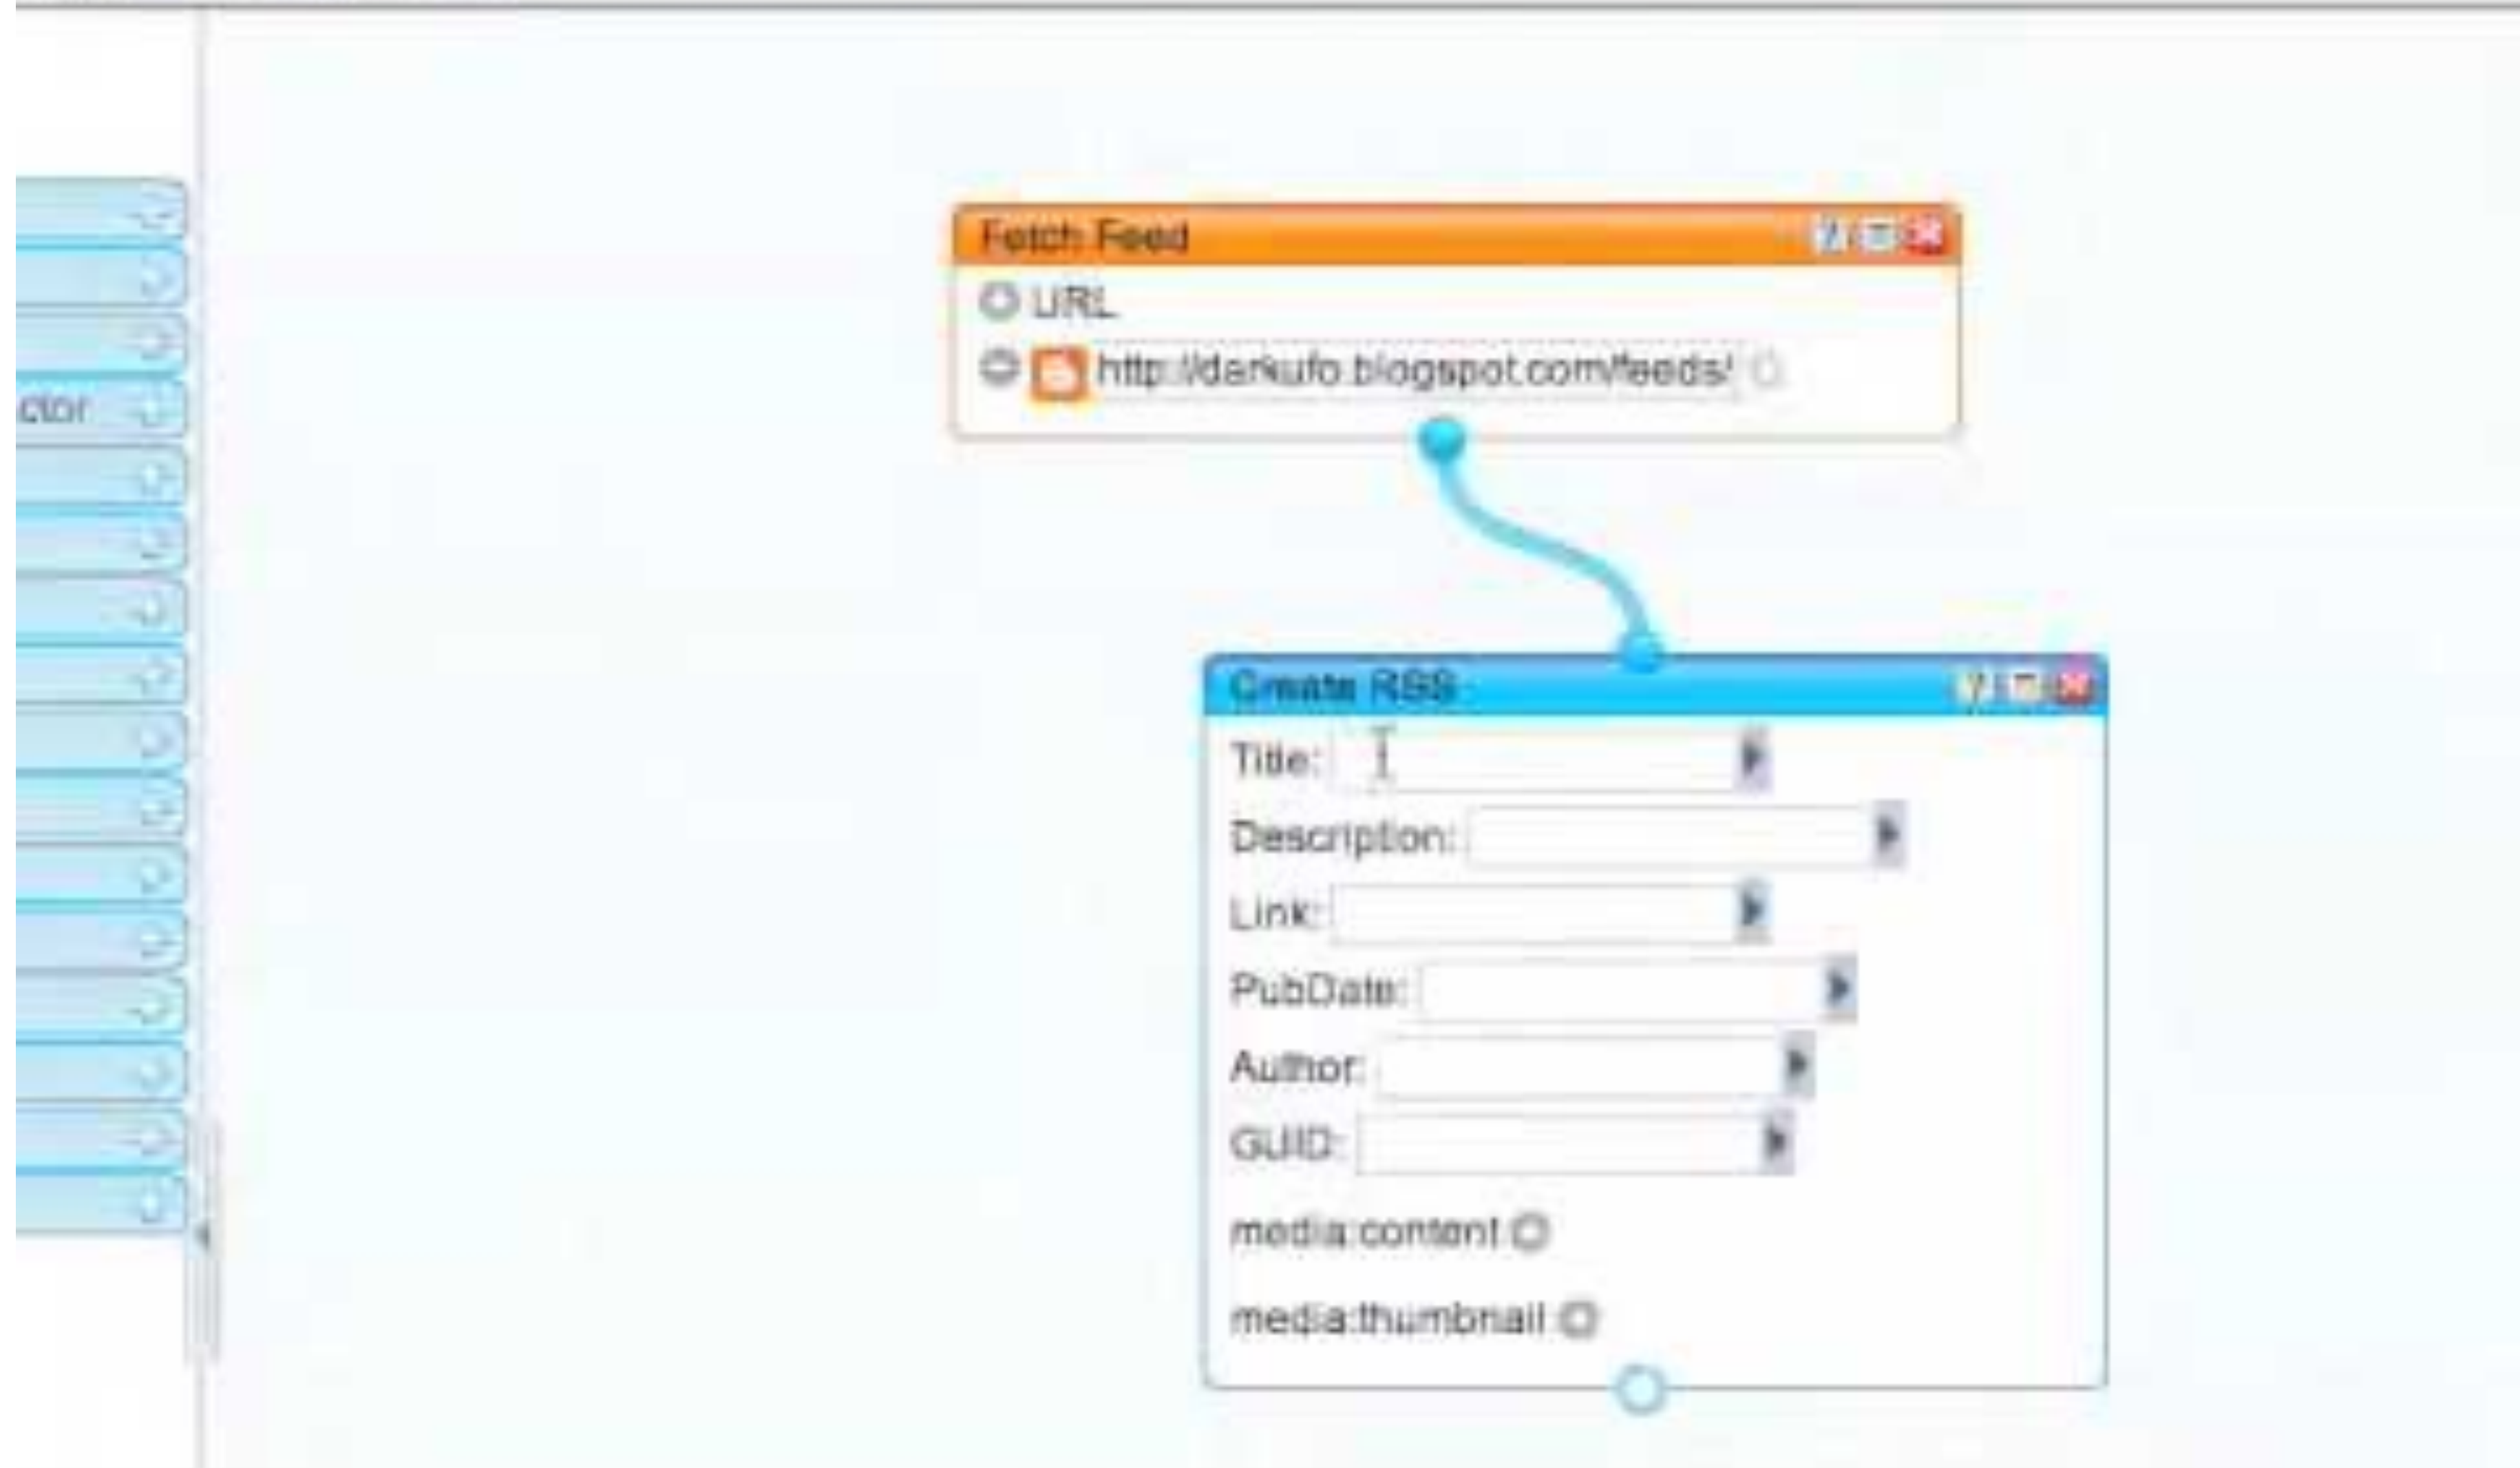 ctor
Fetch Feed
URL
http://darkufo.blogspot.com/feeds/
Create RSS
Title:
Description:
Link:
PubDate:
Author:
GUID:
media:content
media:thumbnail